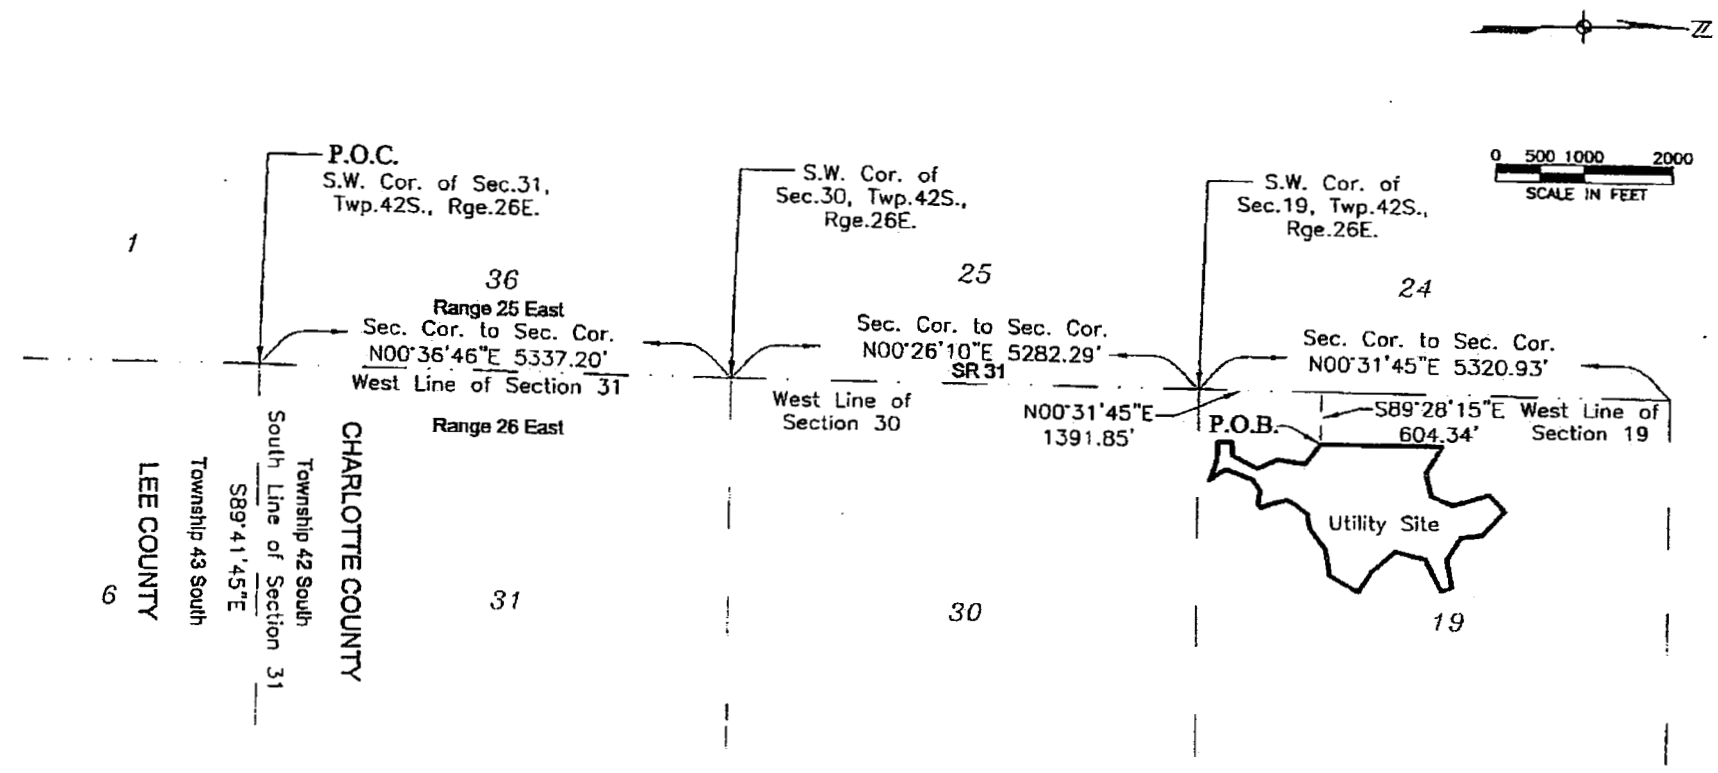 N
0 500 1000 2000
SCALE IN FEET
P.O.C.
S.W. Cor. of Sec.31,
Twp.42S., Rge.26E.
S.W. Cor. of
Sec.30, Twp.42S.,
Rge.26E.
S.W. Cor. of
Sec.19, Twp.42S.,
Rge.26E.
1
36
Range 25 East
Sec. Cor. to Sec. Cor.
N00°36'46"E 5337.20'
West Line of Section 31
Range 26 East
25
Sec. Cor. to Sec. Cor.
N00°26'10"E 5282.29'
SR 31
West Line of
Section 30
24
Sec. Cor. to Sec. Cor.
N00°31'45"E 5320.93'
N00°31'45"E
1391.85'
S89°28'15"E
604.34'
West Line of
Section 19
P.O.B.
Utility Site
CHARLOTTE COUNTY
Township 42 South
South Line of Section 31
S89°41'45"E
Township 43 South
LEE COUNTY
6
31
30
19